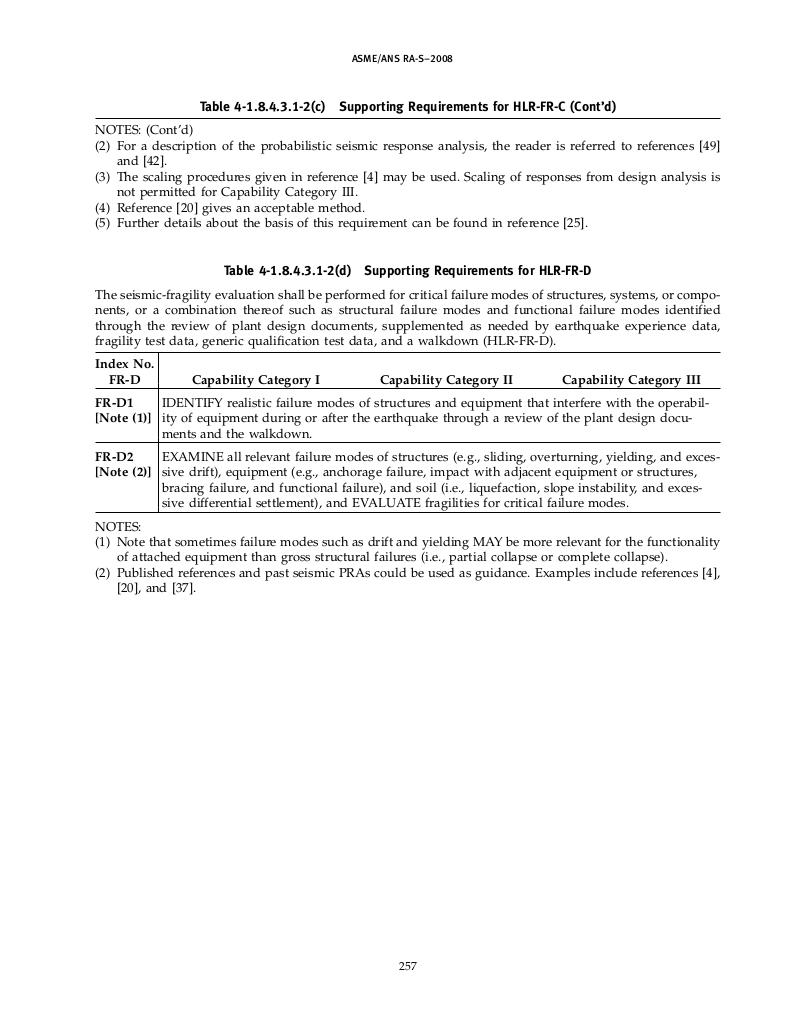 ASME/ANS RA-S–2008
Table 4-1.8.4.3.1-2(c) Supporting Requirements for HLR-FR-C (Cont'd)
NOTES: (Cont'd)
(2) For a description of the probabilistic seismic response analysis, the reader is referred to references [49]
and [42].
(3) The scaling procedures given in reference [4] may be used. Scaling of responses from design analysis is
not permitted for Capability Category III.
(4) Reference [20] gives an acceptable method.
(5) Further details about the basis of this requirement can be found in reference [25].
Table 4-1.8.4.3.1-2(d) Supporting Requirements for HLR-FR-D
The seismic-fragility evaluation shall be performed for critical failure modes of structures, systems, or compo-
nents, or a combination thereof such as structural failure modes and functional failure modes identified
through the review of plant design documents, supplemented as needed by earthquake experience data,
fragility test data, generic qualification test data, and a walkdown (HLR-FR-D).
Index No.
FR-D Capability Category I Capability Category II Capability Category III
FR-D1 IDENTIFY realistic failure modes of structures and equipment that interfere with the operabil-
[Note (1)] ity of equipment during or after the earthquake through a review of the plant design docu-
ments and the walkdown.
FR-D2 EXAMINE all relevant failure modes of structures (e.g., sliding, overturning, yielding, and exces-
[Note (2)] sive drift), equipment (e.g., anchorage failure, impact with adjacent equipment or structures,
bracing failure, and functional failure), and soil (i.e., liquefaction, slope instability, and exces-
sive differential settlement), and EVALUATE fragilities for critical failure modes.
NOTES:
(1) Note that sometimes failure modes such as drift and yielding MAY be more relevant for the functionality
of attached equipment than gross structural failures (i.e., partial collapse or complete collapse).
(2) Published references and past seismic PRAs could be used as guidance. Examples include references [4],
[20], and [37].
257